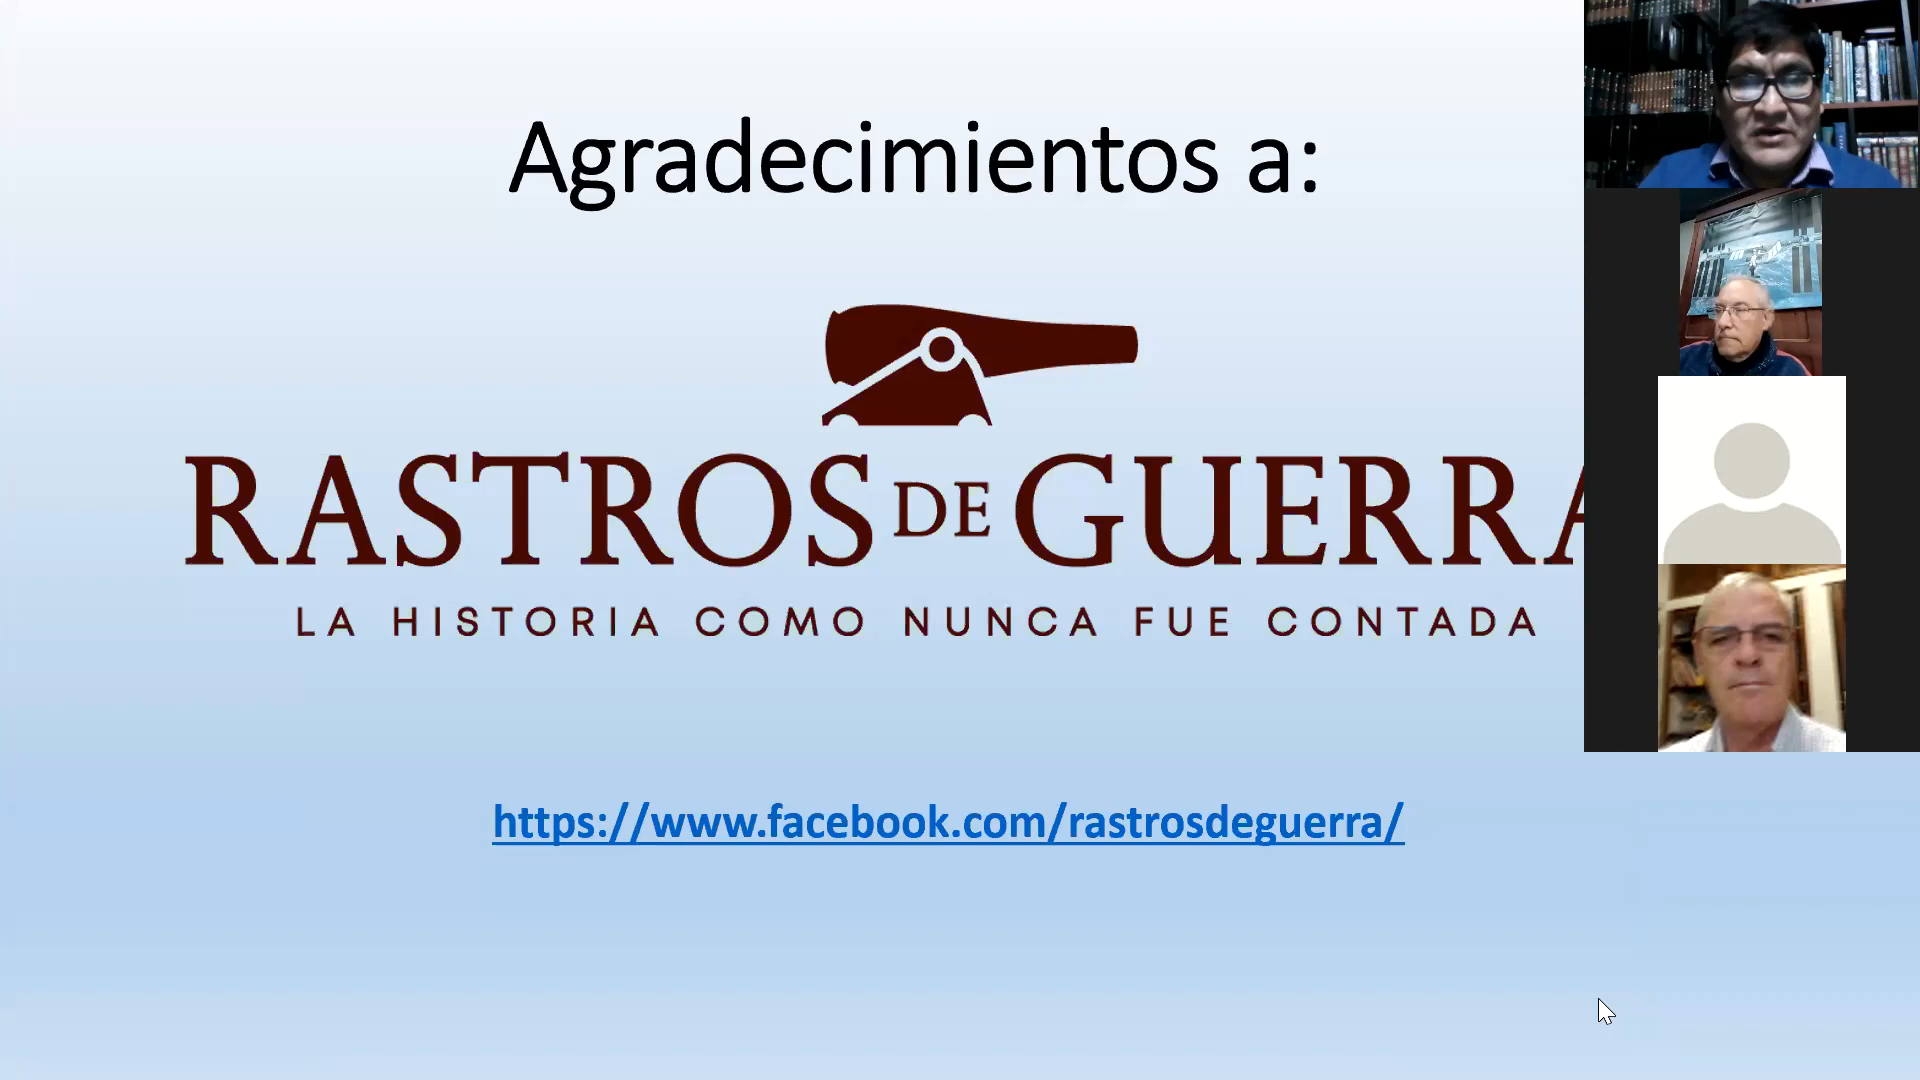 Agradecimientos a:
RASTROS DE GUERRA
LA HISTORIA COMO NUNCA FUE CONTADA
https://www.facebook.com/rastrosdeguerra/